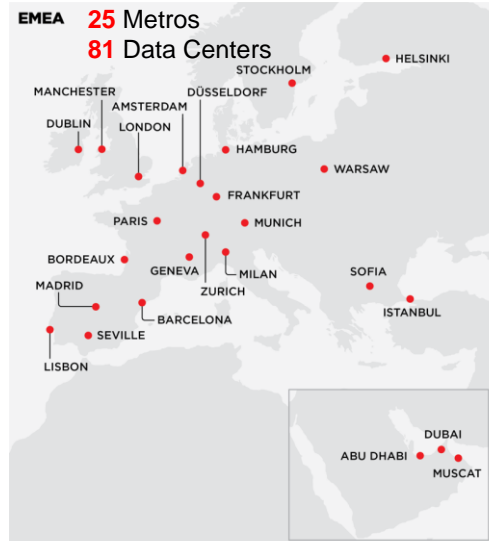 EMEA 25 Metros
81 Data Centers
STOCKHOLM
HELSINKI
MANCHESTER
AMSTERDAM
DÜSSELDORF
DUBLIN
LONDON
HAMBURG
WARSAW
FRANKFURT
PARIS
MUNICH
BORDEAUX
GENEVA
MILAN
SOFIA
MADRID
ZURICH
ISTANBUL
BARCELONA
SEVILLE
LISBON
DUBAI
ABU DHABI
MUSCAT